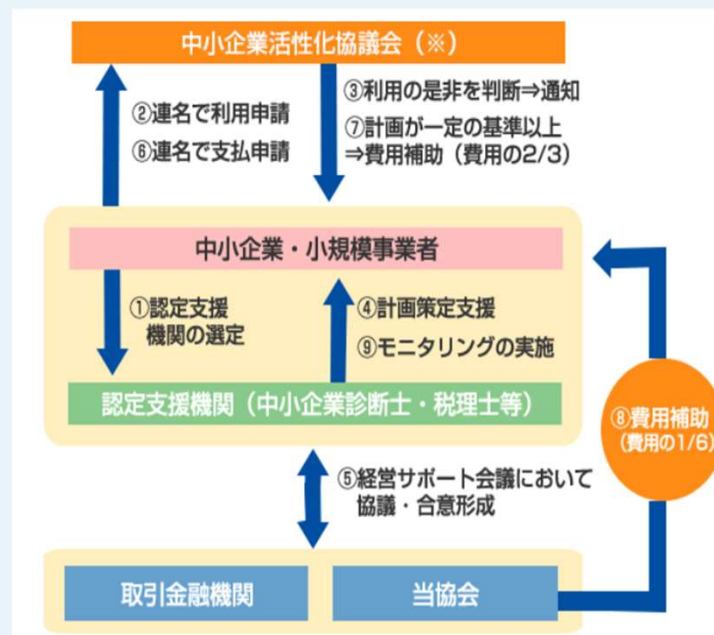 中小企業活性化協議会（※）
②連名で利用申請
⑥連名で支払申請
③利用の是非を判断⇒通知
⑦計画が一定の基準以上
⇒費用補助（費用の2/3）
中小企業・小規模事業者
①認定支援
機関の選定
④計画策定支援
⑨モニタリングの実施
認定支援機関（中小企業診断士・税理士等）
⑧費用補助
（費用の1/6）
⑤経営サポート会議において
協議・合意形成
取引金融機関
当協会